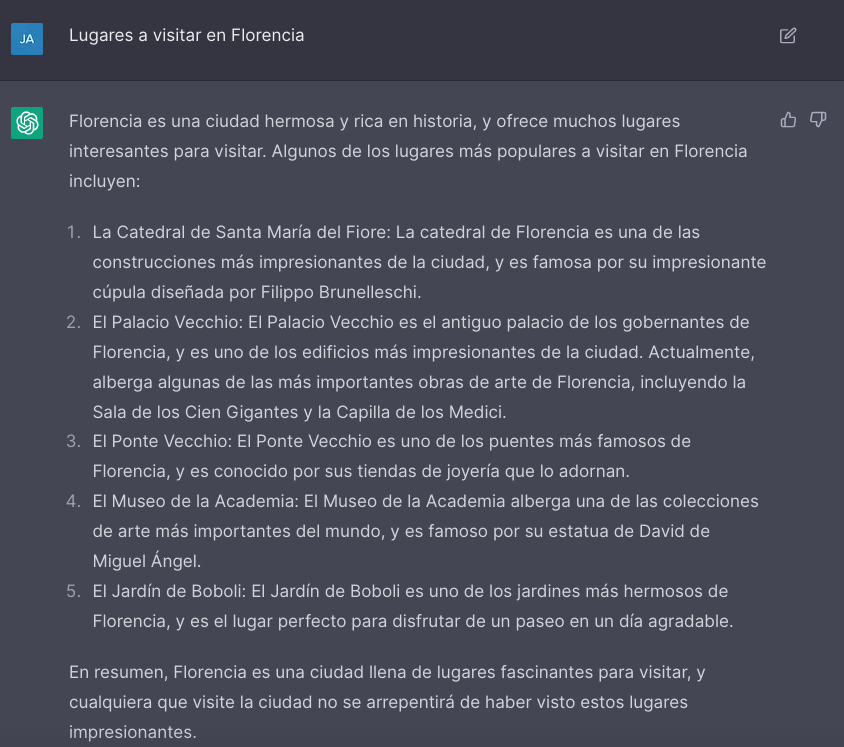 JA
Lugares a visitar en Florencia
Florencia es una ciudad hermosa y rica en historia, y ofrece muchos lugares
interesantes para visitar. Algunos de los lugares más populares a visitar en Florencia
incluyen:
1. La Catedral de Santa María del Fiore: La catedral de Florencia es una de las
construcciones más impresionantes de la ciudad, y es famosa por su impresionante
cúpula diseñada por Filippo Brunelleschi.
2. El Palacio Vecchio: El Palacio Vecchio es el antiguo palacio de los gobernantes de
Florencia, y es uno de los edificios más impresionantes de la ciudad. Actualmente,
alberga algunas de las más importantes obras de arte de Florencia, incluyendo la
Sala de los Cien Gigantes y la Capilla de los Medici.
3. El Ponte Vecchio: El Ponte Vecchio es uno de los puentes más famosos de
Florencia, y es conocido por sus tiendas de joyería que lo adornan.
4. El Museo de la Academia: El Museo de la Academia alberga una de las colecciones
de arte más importantes del mundo, y es famoso por su estatua de David de
Miguel Ángel.
5. El Jardín de Boboli: El Jardín de Boboli es uno de los jardines más hermosos de
Florencia, y es el lugar perfecto para disfrutar de un paseo en un día agradable.
En resumen, Florencia es una ciudad llena de lugares fascinantes para visitar, y
cualquiera que visite la ciudad no se arrepentirá de haber visto estos lugares
impresionantes.